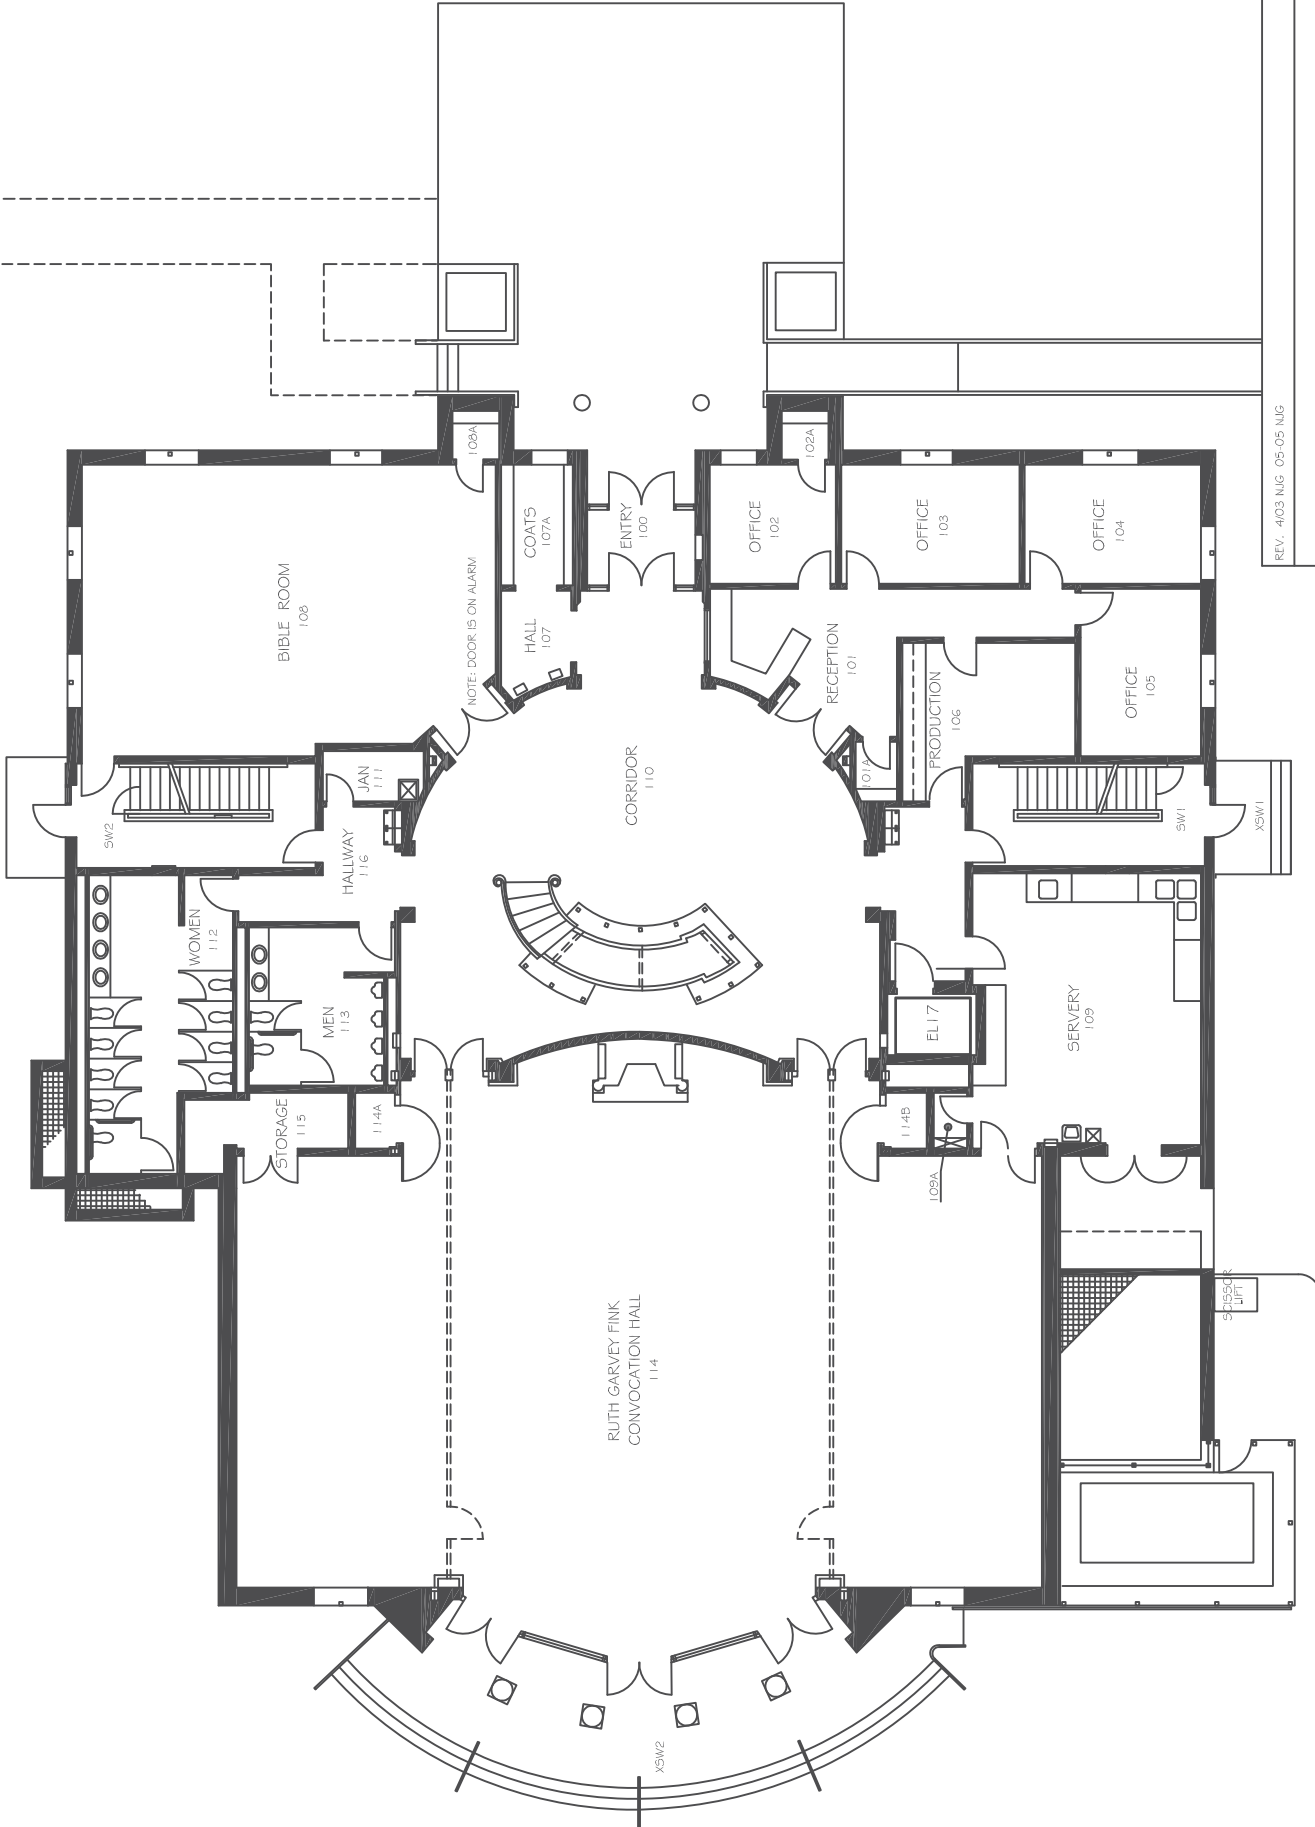 REV. 4/03 NJG 05-05 NJG
108A
102A
COATS
107A
ENTRY
100
OFFICE
102
OFFICE
103
OFFICE
104
BIBLE ROOM
108
NOTE: DOOR IS ON ALARM
HALL
107
RECEPTION
101
PRODUCTION
106
OFFICE
105
JAN
111
CORRIDOR
110
101A
SW2
SW1
XSW1
HALLWAY
116
WOMEN
112
MEN
113
EL17
SERVERY
109
STORAGE
115
114A
114B
109A
RUTH GARVEY FINK
CONVOCATION HALL
114
SCISSOR
LIFT
XSW2